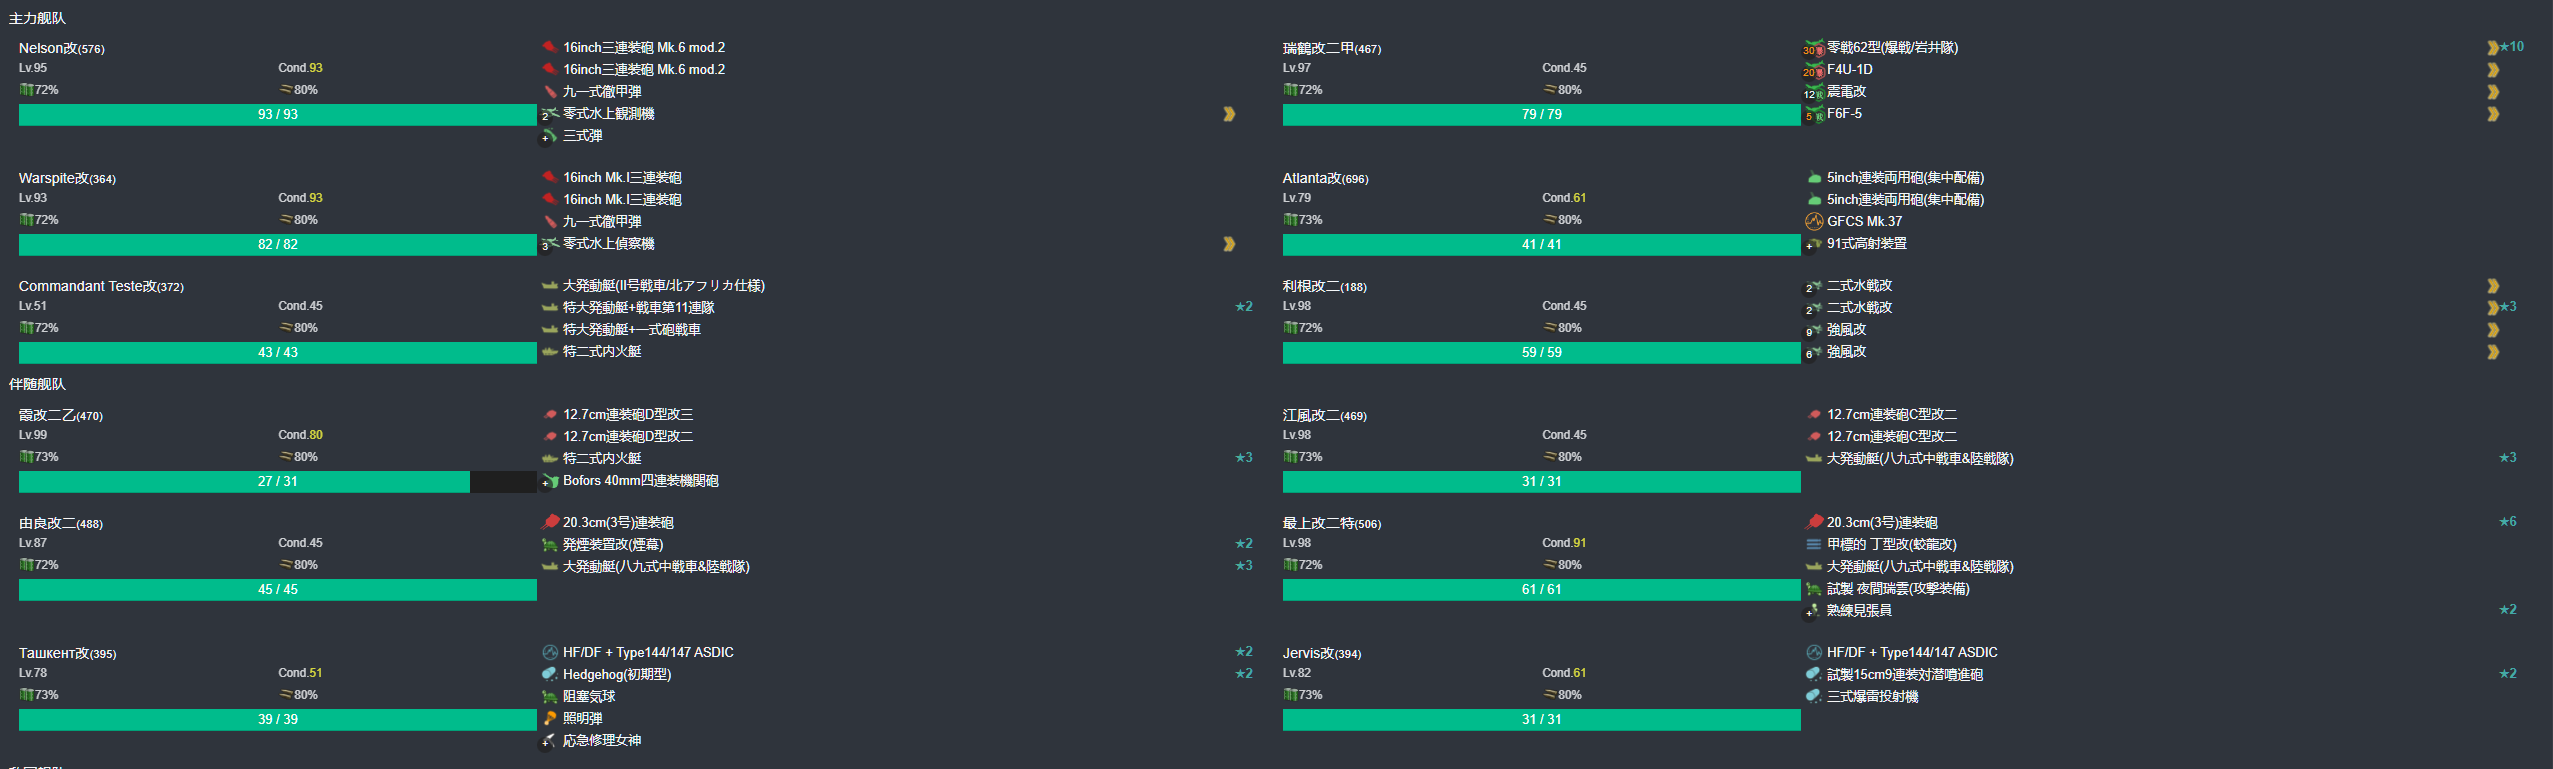 主力舰队
Nelson改(576)
Lv.95 Cond.93
72% 80%
93 / 93
16inch三連装砲 Mk.6 mod.2
16inch三連装砲 Mk.6 mod.2
九一式徹甲弾
2 零式水上観測機
+ 三式弾
瑞鶴改二甲(467)
Lv.97 Cond.45
72% 80%
79 / 79
30 零戦62型(爆戦/岩井隊) ★10
20 F4U-1D
12 震電改
5 F6F-5
Warspite改(364)
Lv.93 Cond.93
72% 80%
82 / 82
16inch Mk.I三連装砲
16inch Mk.I三連装砲
九一式徹甲弾
3 零式水上偵察機
Atlanta改(696)
Lv.79 Cond.61
73% 80%
41 / 41
5inch連装両用砲(集中配備)
5inch連装両用砲(集中配備)
GFCS Mk.37
+ 91式高射装置
Commandant Teste改(372)
Lv.51 Cond.45
72% 80%
43 / 43
大発動艇(II号戦車/北アフリカ仕様)
特大発動艇+戦車第11連隊 ★2
特大発動艇+一式砲戦車
特二式内火艇
利根改二(188)
Lv.98 Cond.45
72% 80%
59 / 59
2 二式水戦改
2 二式水戦改 ★3
9 強風改
6 強風改
伴随舰队
霞改二乙(470)
Lv.99 Cond.80
73% 80%
27 / 31
12.7cm連装砲D型改三
12.7cm連装砲D型改二
特二式内火艇 ★3
+ Bofors 40mm四連装機関砲
江風改二(469)
Lv.98 Cond.45
73% 80%
31 / 31
12.7cm連装砲C型改二
12.7cm連装砲C型改二
大発動艇(八九式中戦車&陸戦隊) ★3
由良改二(488)
Lv.87 Cond.45
72% 80%
45 / 45
20.3cm(3号)連装砲
発煙装置改(煙幕) ★2
大発動艇(八九式中戦車&陸戦隊) ★3
最上改二特(506)
Lv.98 Cond.91
72% 80%
61 / 61
20.3cm(3号)連装砲 ★6
甲標的 丁型改(蛟龍改)
大発動艇(八九式中戦車&陸戦隊)
試製 夜間瑞雲(攻撃装備)
+ 熟練見張員 ★2
Ташкент改(395)
Lv.78 Cond.51
73% 80%
39 / 39
HF/DF + Type144/147 ASDIC ★2
Hedgehog(初期型) ★2
阻塞気球
照明弾
+ 応急修理女神
Jervis改(394)
Lv.82 Cond.61
73% 80%
31 / 31
HF/DF + Type144/147 ASDIC
試製15cm9連装対潜噴進砲 ★2
三式爆雷投射機